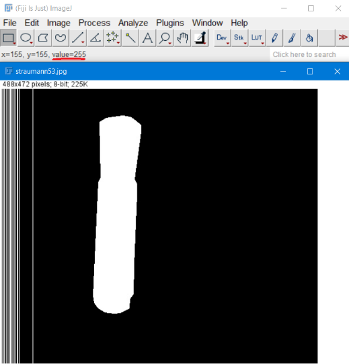 (Fiji Is Just) ImageJ
File Edit Image Process Analyze Plugins Window Help
Dev Stk LUT
x=155, y=155, value=255
Click here to search
straumann53.jpg
488x472 pixels; 8-bit; 225K